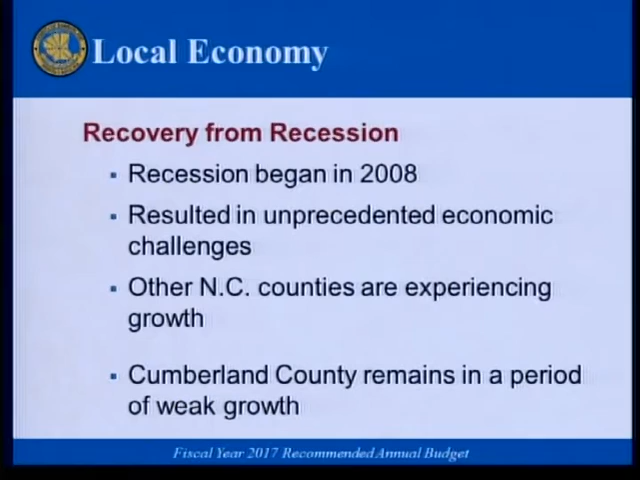 Local Economy
Recovery from Recession
Recession began in 2008
Resulted in unprecedented economic
challenges
Other N.C. counties are experiencing
growth
Cumberland County remains in a period
of weak growth
Fiscal Year 2017 Recommended Annual Budget